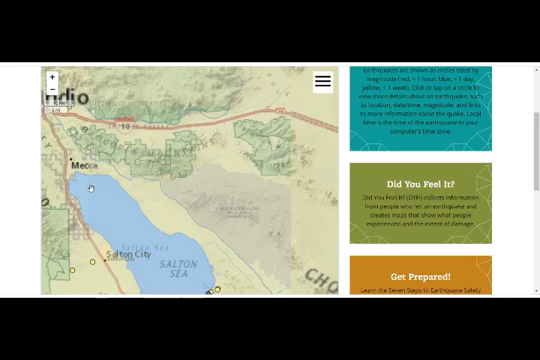 ndio
10
Mecca
Salton City
Salton Sea
SALTON
SEA
CHO
Earthquakes are shown as circles sized by
magnitude (red, < 1 hour; blue, < 1 day,
yellow, < 1 week). Click or tap on a circle to
view more details about an earthquake, such
as location, date/time, magnitude, and links
to more information about the quake. Local
time is the time of the earthquake in your
computer's time zone.
Did You Feel It?
Did You Feel It? (DYFI) collects information
from people who felt an earthquake and
creates maps that show what people
experienced and the extent of damage.
Get Prepared!
Learn the Seven Steps to Earthquake Safety